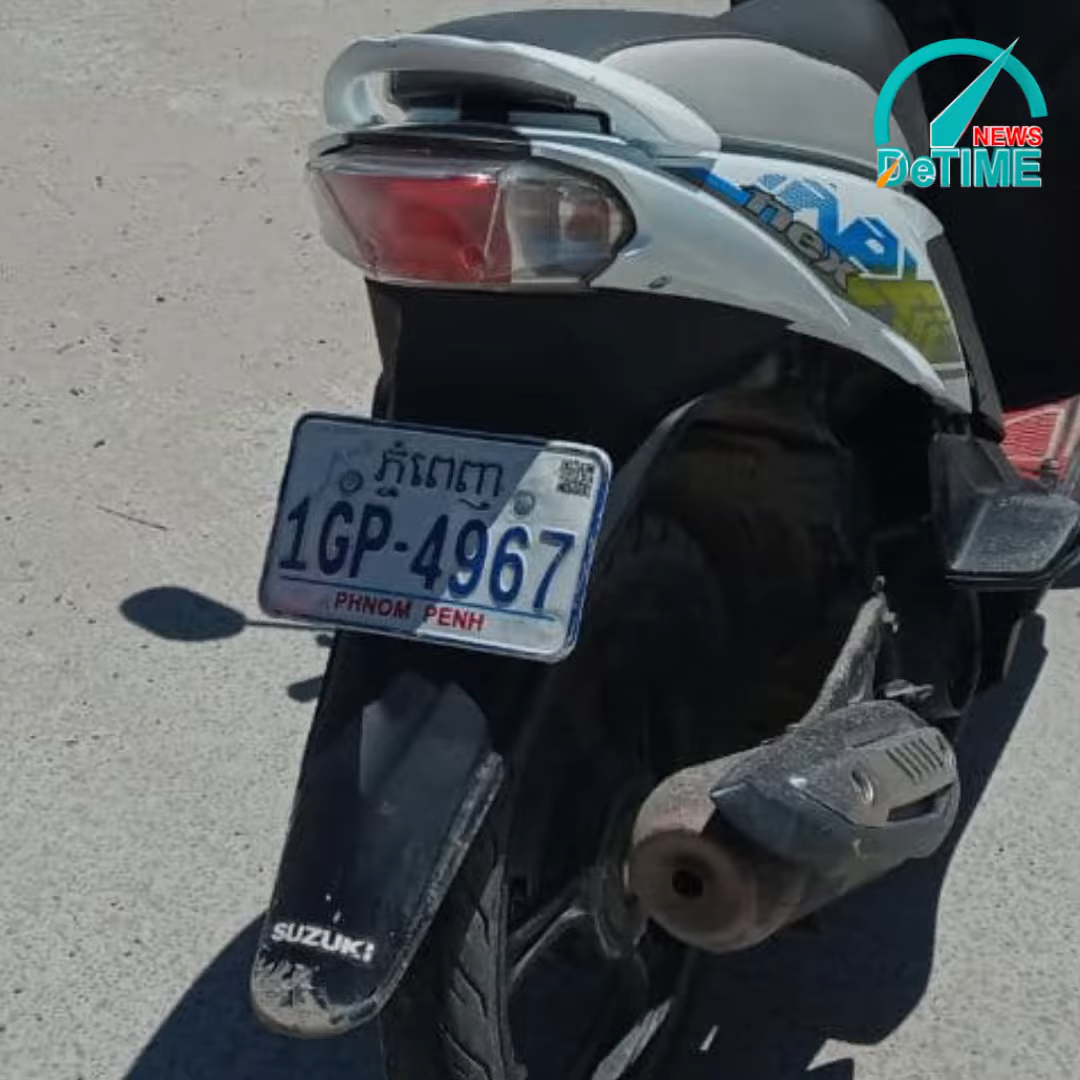 NEWS
DeTIME
nex
ភ្នំពេញ
1GP-4967
PHNOM PENH
SUZUKI